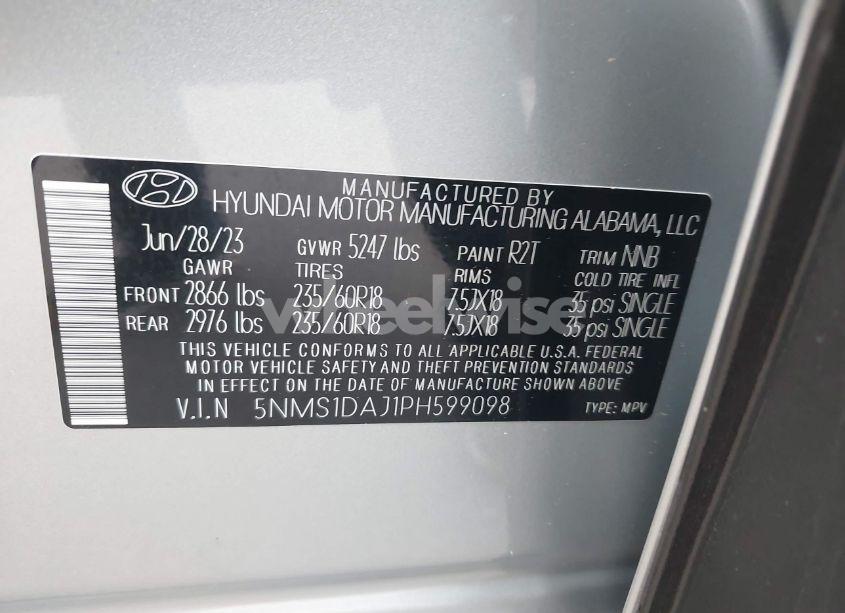 MANUFACTURED BY
HYUNDAI MOTOR MANUFACTURING ALABAMA, LLC
Jun/28/23 GVWR 5247 lbs PAINT R2T TRIM NNB
GAWR TIRES RIMS COLD TIRE INFL
FRONT 2866 lbs 235/60R18 7.5JX18 35 psi SINGLE
REAR 2976 lbs 235/60R18 7.5JX18 35 psi SINGLE
THIS VEHICLE CONFORMS TO ALL APPLICABLE U.S.A. FEDERAL
MOTOR VEHICLE SAFETY AND THEFT PREVENTION STANDARDS
IN EFFECT ON THE DATE OF MANUFACTURE SHOWN ABOVE.
V.I.N 5NMS1DAJ1PH599098 TYPE: MPV